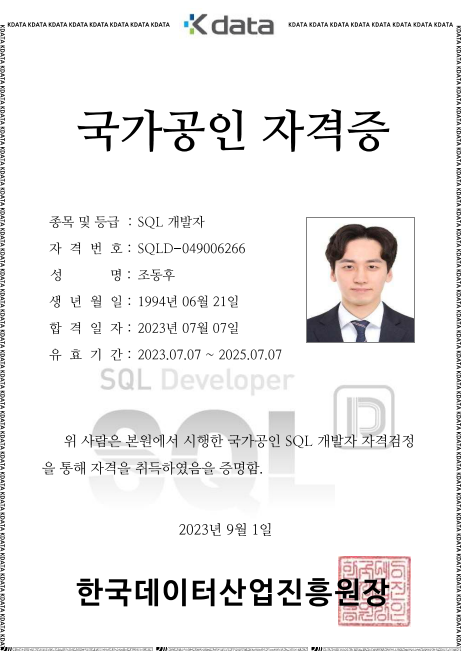 KDATA KDATA KDATA KDATA KDATA KDATA KDATA KDATA
Kdata
KDATA KDATA KDATA KDATA KDATA KDATA KDATA KDATA
국가공인 자격증
종목 및 등급 : SQL 개발자
자 격 번 호 : SQLD-049006266
성 명 : 조동후
생 년 월 일 : 1994년 06월 21일
합 격 일 자 : 2023년 07월 07일
유 효 기 간 : 2023.07.07 ~ 2025.07.07
SQL Developer
SQL
D
위 사람은 본원에서 시행한 국가공인 SQL 개발자 자격검정
을 통해 자격을 취득하였음을 증명함.
2023년 9월 1일
한국데이터산업진흥원장